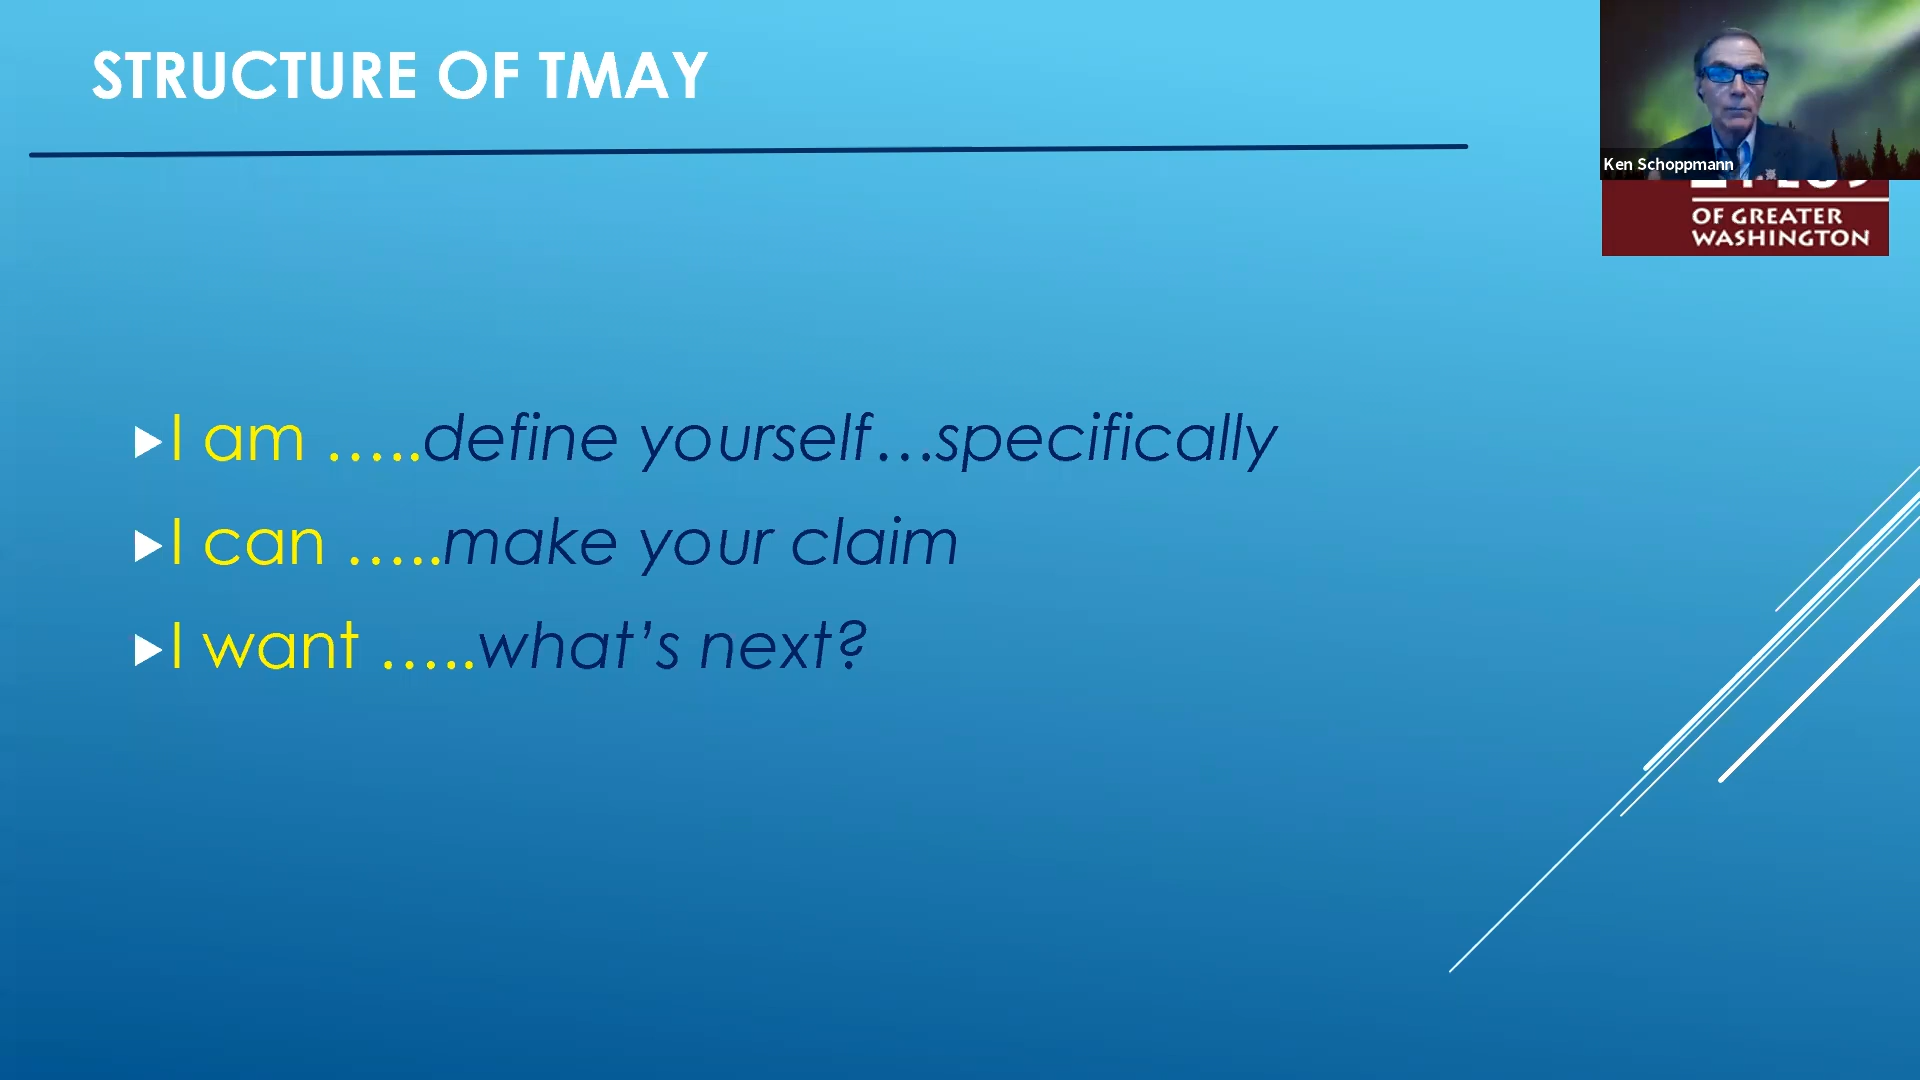 STRUCTURE OF TMAY
Ken Schoppmann
OF GREATER
WASHINGTON
I am …..define yourself…specifically
I can …..make your claim
I want …..what’s next?